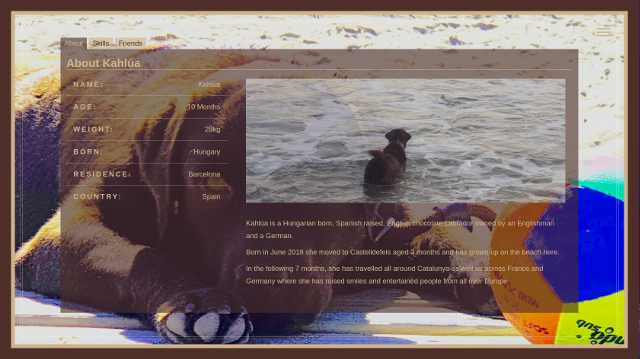 About Skills Friends
About Kahlúa
NAME: Kahlúa
AGE: 10 Months
WEIGHT: 28kg
BORN: Hungary
RESIDENCE: Barcelona
COUNTRY: Spain
Kahlúa is a Hungarian born, Spanish raised, English chocolate Labrador owned by an Englishman
and a German.
Born in June 2018 she moved to Castelldefels aged 3 months and has grown up on the beach here.
In the following 7 months, she has travelled all around Catalunya as well as across France and
Germany where she has raised smiles and entertained people from all over Europe